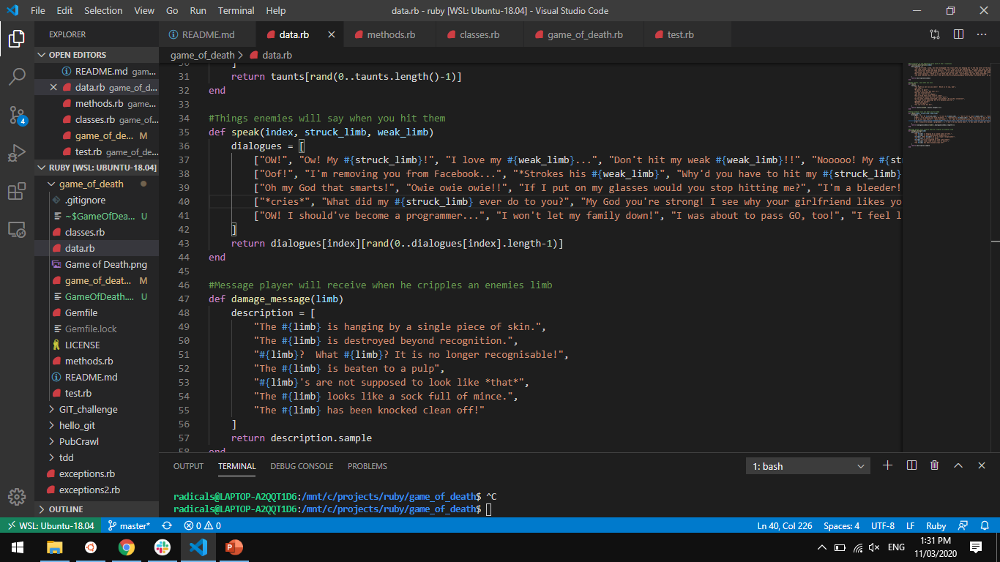 File Edit Selection View Go Run Terminal Help data.rb - ruby [WSL: Ubuntu-18.04] - Visual Studio Code
EXPLORER
README.md data.rb methods.rb classes.rb game_of_death.rb test.rb
OPEN EDITORS
README.md gam...
data.rb game_of_d...
methods.rb game...
classes.rb game_of...
game_of_de... M
test.rb game_of_de...
RUBY [WSL: UBUNTU-18.04]
game_of_death
.gitignore
~$GameOfDea... U
classes.rb
data.rb
Game of Death.png
game_of_deat... M
GameOfDeath.... U
Gemfile
Gemfile.lock
LICENSE
methods.rb
README.md
test.rb
GIT_challenge
hello_git
PubCrawl
tdd
exceptions.rb
exceptions2.rb
OUTLINE
4
game_of_death > data.rb
30 ]
31 return taunts[rand(0..taunts.length()-1)]
32 end
33
34 #Things enemies will say when you hit them
35 def speak(index, struck_limb, weak_limb)
36 dialogues = [
37 ["OW!", "Ow! My #{struck_limb}!", "I love my #{weak_limb}...", "Don't hit my weak #{weak_limb}!!", "Nooooo! My #{st
38 ["Oof!", "I'm removing you from Facebook...", "*Strokes his #{weak_limb}", "Why'd you have to hit my #{struck_limb}
39 ["Oh my God that smarts!", "Owie owie owie!!", "If I put on my glasses would you stop hitting me?", "I'm a bleeder!
40 ["*cries*", "What did my #{struck_limb} ever do to you?", "My God you're strong! I see why your girlfriend likes yo
41 ["OW! I should've become a programmer...", "I won't let my family down!", "I was about to pass GO, too!", "I feel l
42 ]
43 return dialogues[index][rand(0..dialogues[index].length-1)]
44 end
45
46 #Message player will receive when he cripples an enemies limb
47 def damage_message(limb)
48 description = [
49 "The #{limb} is hanging by a single piece of skin.",
50 "The #{limb} is destroyed beyond recognition.",
51 "#{limb}?  What #{limb}? It is no longer recognisable!",
52 "The #{limb} is beaten to a pulp",
53 "#{limb}'s are not supposed to look like *that*",
54 "The #{limb} looks like a sock full of mince.",
55 "The #{limb} has been knocked clean off!"
56 ]
57 return description.sample
58 end
OUTPUT TERMINAL DEBUG CONSOLE PROBLEMS 1: bash
radicals@LAPTOP-A2QQT1D6:/mnt/c/projects/ruby/game_of_death$ ^C
radicals@LAPTOP-A2QQT1D6:/mnt/c/projects/ruby/game_of_death$
WSL: Ubuntu-18.04 master* 0 0 Ln 40, Col 226 Spaces: 4 UTF-8 LF Ruby
ENG
1:31 PM
11/03/2020